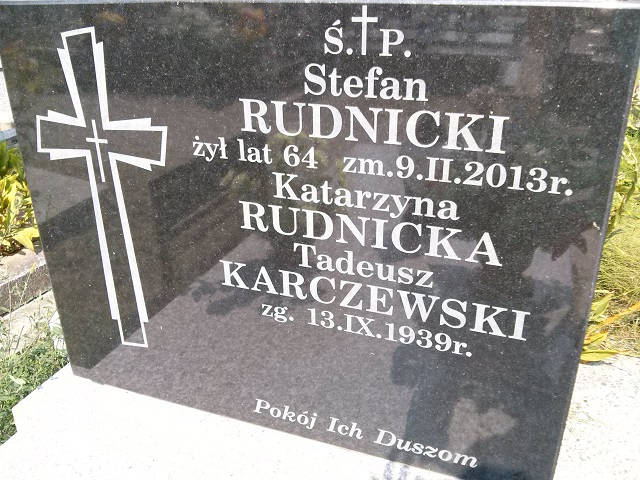 Ś.†P.
Stefan
RUDNICKI
żył lat 64 zm.9.II.2013r.
Katarzyna
RUDNICKA
Tadeusz
KARCZEWSKI
zg. 13.IX.1939r.
Pokój Ich Duszom